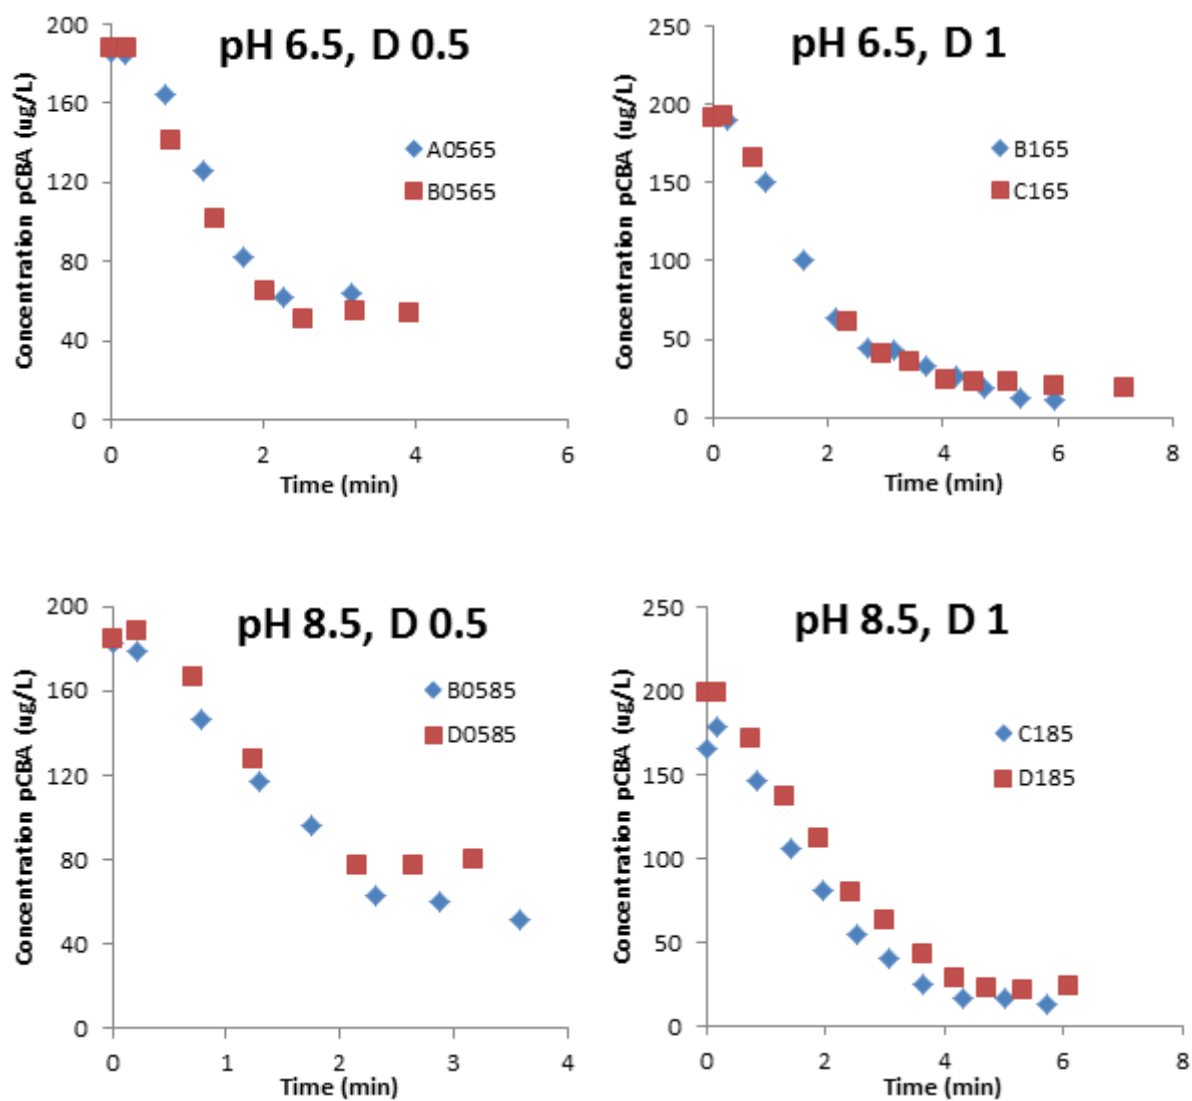 pH 6.5, D 0.5
Concentration pCBA (ug/L)
200
160
120
80
40
0
A0565
B0565
0 2 4 6
Time (min)
pH 6.5, D 1
Concentration pCBA (ug/L)
250
200
150
100
50
0
B165
C165
0 2 4 6 8
Time (min)
pH 8.5, D 0.5
Concentration pCBA (ug/L)
200
160
120
80
40
0
B0585
D0585
0 1 2 3 4
Time (min)
pH 8.5, D 1
Concentration pCBA (ug/L)
250
200
150
100
50
0
C185
D185
0 2 4 6 8
Time (min)